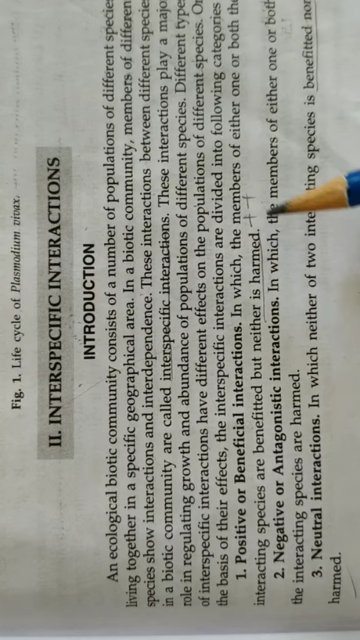 Fig. 1. Life cycle of Plasmodium vivax.
II. INTERSPECIFIC INTERACTIONS
INTRODUCTION
An ecological biotic community consists of a number of populations of different species
living together in a specific geographical area. In a biotic community, members of different
species show interactions and interdependence. These interactions between different species
in a biotic community are called interspecific interactions. These interactions play a major
role in regulating growth and abundance of populations of different species. Different types
of interspecific interactions have different effects on the populations of different species. On
the basis of their effects, the interspecific interactions are divided into following categories
1. Positive or Beneficial interactions. In which, the members of either one or both the
interacting species are benefitted but neither is harmed. + +
2. Negative or Antagonistic interactions. In which, the members of either one or both
the interacting species are harmed.
3. Neutral interactions. In which neither of two interacting species is benefitted nor
harmed.